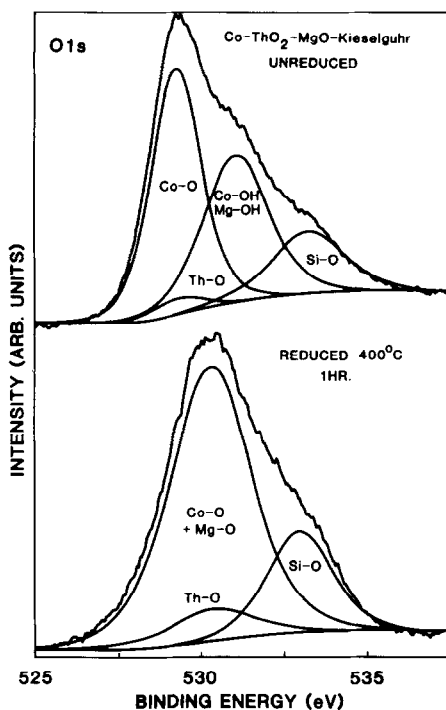 O1s
Co-ThO₂-MgO-Kieselguhr
UNREDUCED
Co-O
Co-OH
Mg-OH
Th-O
Si-O
REDUCED 400°C
1HR.
Co-O
+ Mg-O
Th-O
Si-O
INTENSITY (ARB. UNITS)
525 530 535
BINDING ENERGY (eV)